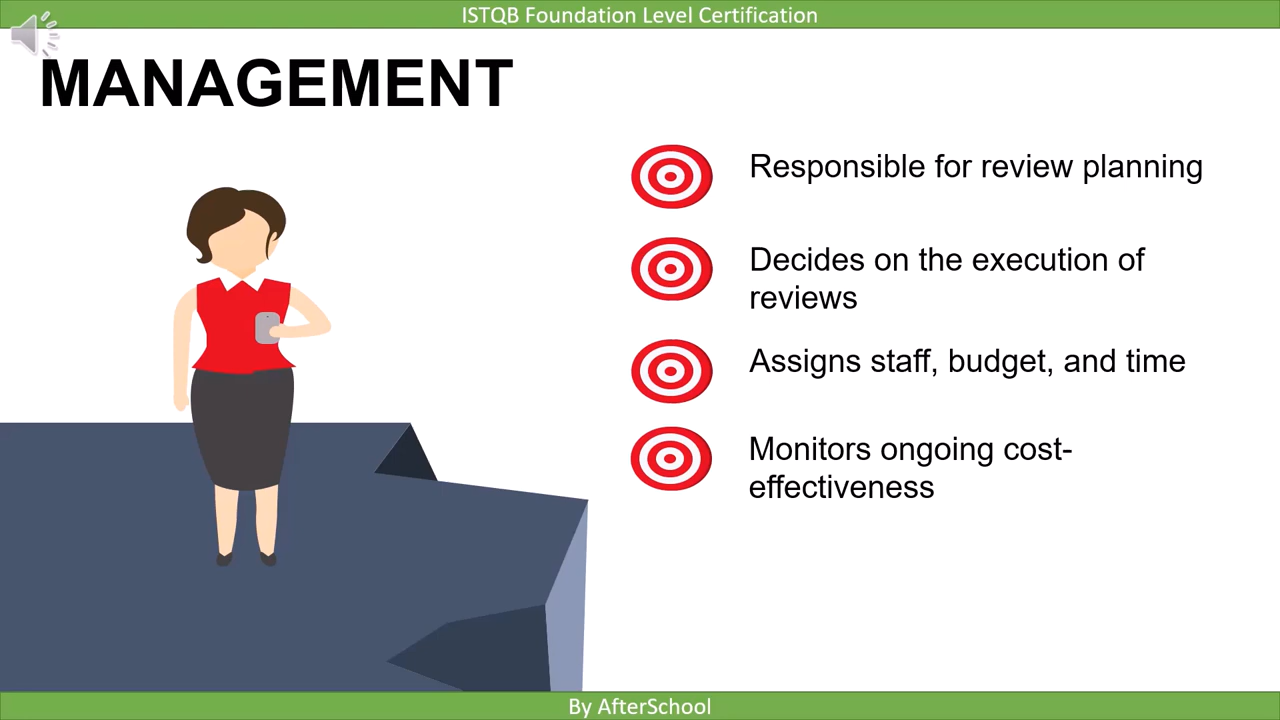 ISTQB Foundation Level Certification
MANAGEMENT
Responsible for review planning
Decides on the execution of
reviews
Assigns staff, budget, and time
Monitors ongoing cost-
effectiveness
By AfterSchool